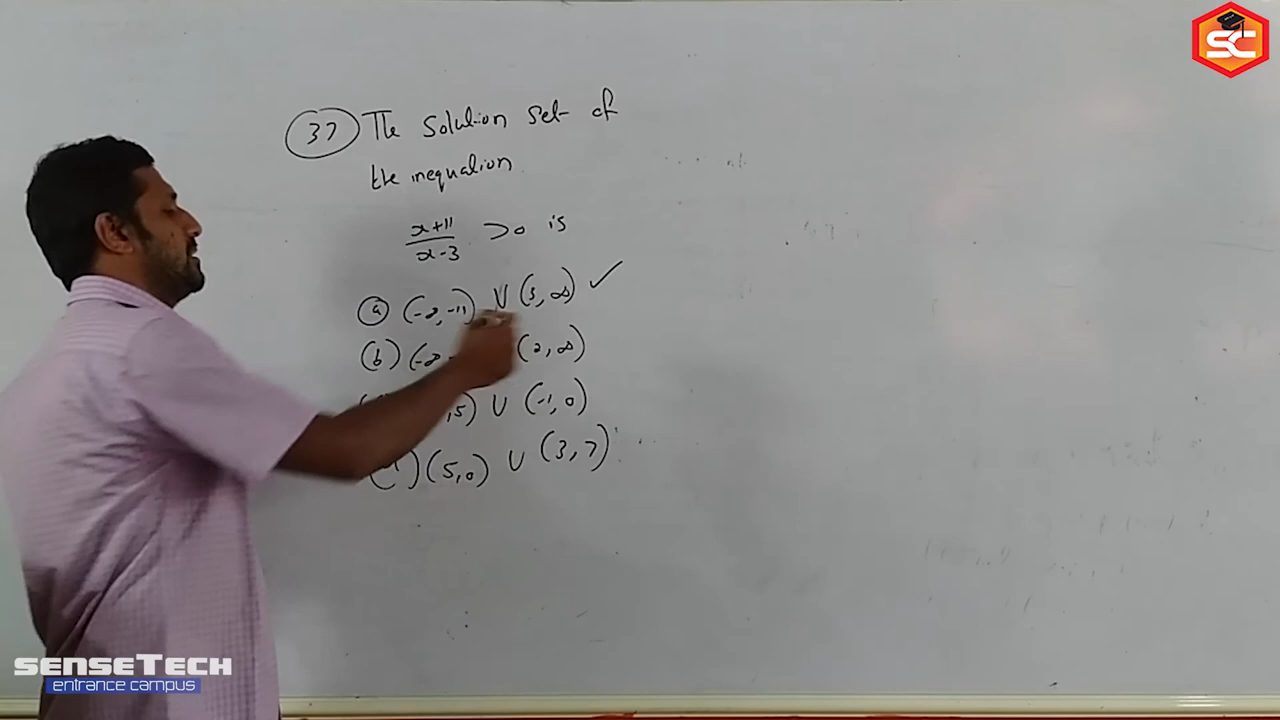 SC
37 The solution set of
the inequation
x+11
x-3 >0 is
a (-∞, -11) ∪ (3, ∞) ✓
(b) (-∞, (2, ∞)
,5) ∪ (-1, 0)
) (5,0) ∪ (3,7)
senseTech
entrance campus